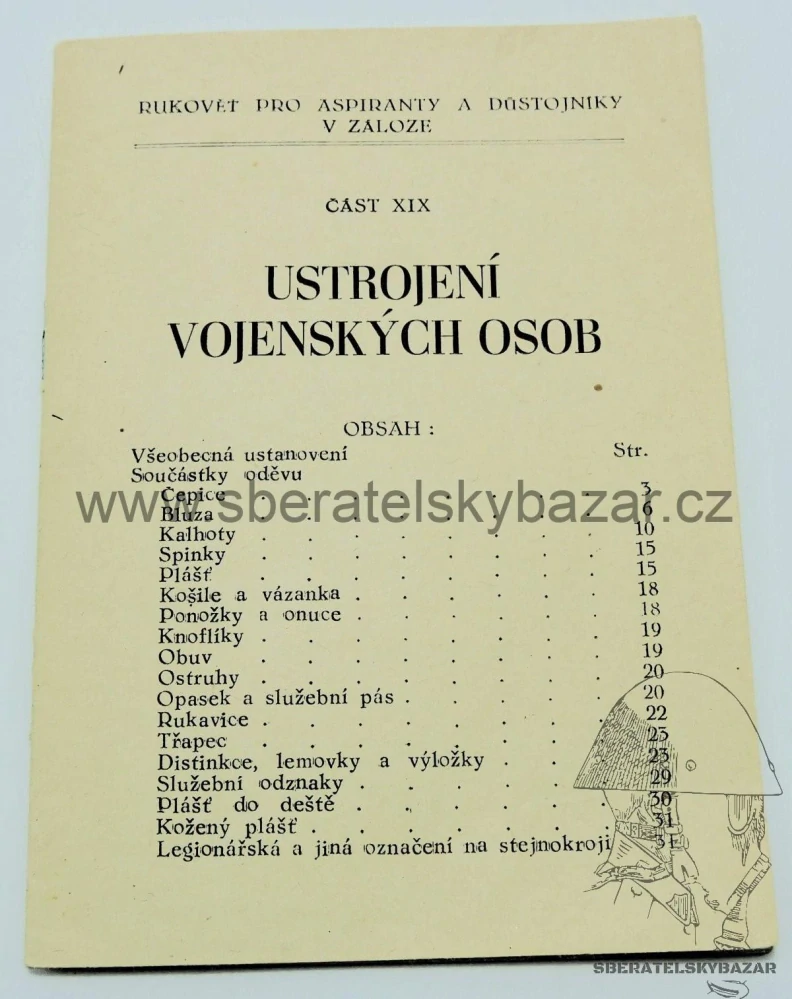 RUKOVĚŤ PRO ASPIRANTY A DŮSTOJNÍKY
V ZÁLOZE
ČÁST XIX
USTROJENÍ
VOJENSKÝCH OSOB
OBSAH :
Všeobecná ustanovení Str.
Součástky oděvu
Čepice . . . . . . . . 3
Blůza . . . . . . . . 6
Kalhoty . . . . . . . . 10
Spinky . . . . . . . . 15
Plášť . . . . . . . . 15
Košile a vázanka . . . . . . 18
Ponožky a onuce . . . . . . 18
Knoflíky . . . . . . . . 19
Obuv . . . . . . . . 19
Ostruhy . . . . . . . . 20
Opasek a služební pás . . . . . 20
Rukavice . . . . . . . . 22
Třapec . . . . . . . . 23
Distinkce, lemovky a výložky . . . 23
Služební odznaky . . . . . . 29
Plášť do deště . . . . . . 30
Kožený plášť . . . . . . . 31
Legionářská a jiná označení na stejnokroji 31
www.sberatelskybazar.cz
SBERATELSKYBAZAR